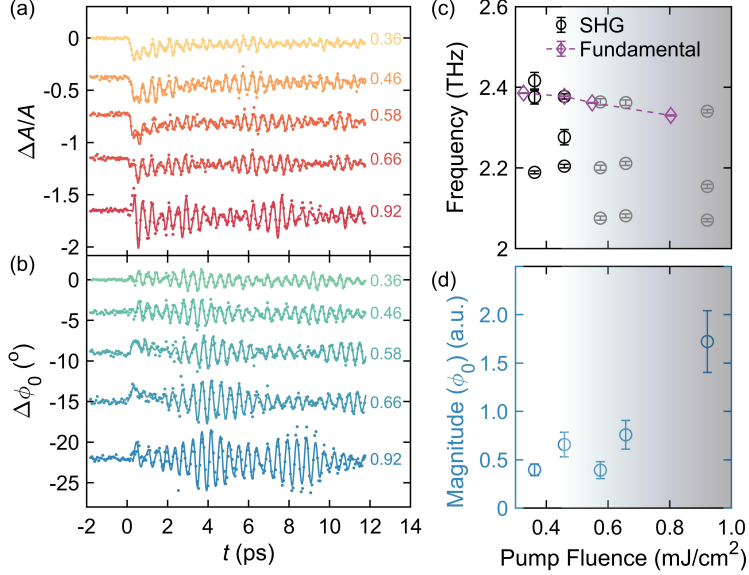 (a)
0
-0.5
-1
-1.5
-2
ΔA/A
0.36
0.46
0.58
0.66
0.92
(b)
0
-5
-10
-15
-20
-25
Δϕ0 (o)
0.36
0.46
0.58
0.66
0.92
-2 0 2 4 6 8 10 12 14
t (ps)
(c)
2.6
2.4
2.2
2
Frequency (THz)
SHG
Fundamental
(d)
2.0
1.5
1.0
0.5
0
Magnitude (ϕ0) (a.u.)
0.4 0.6 0.8 1.0
Pump Fluence (mJ/cm2)